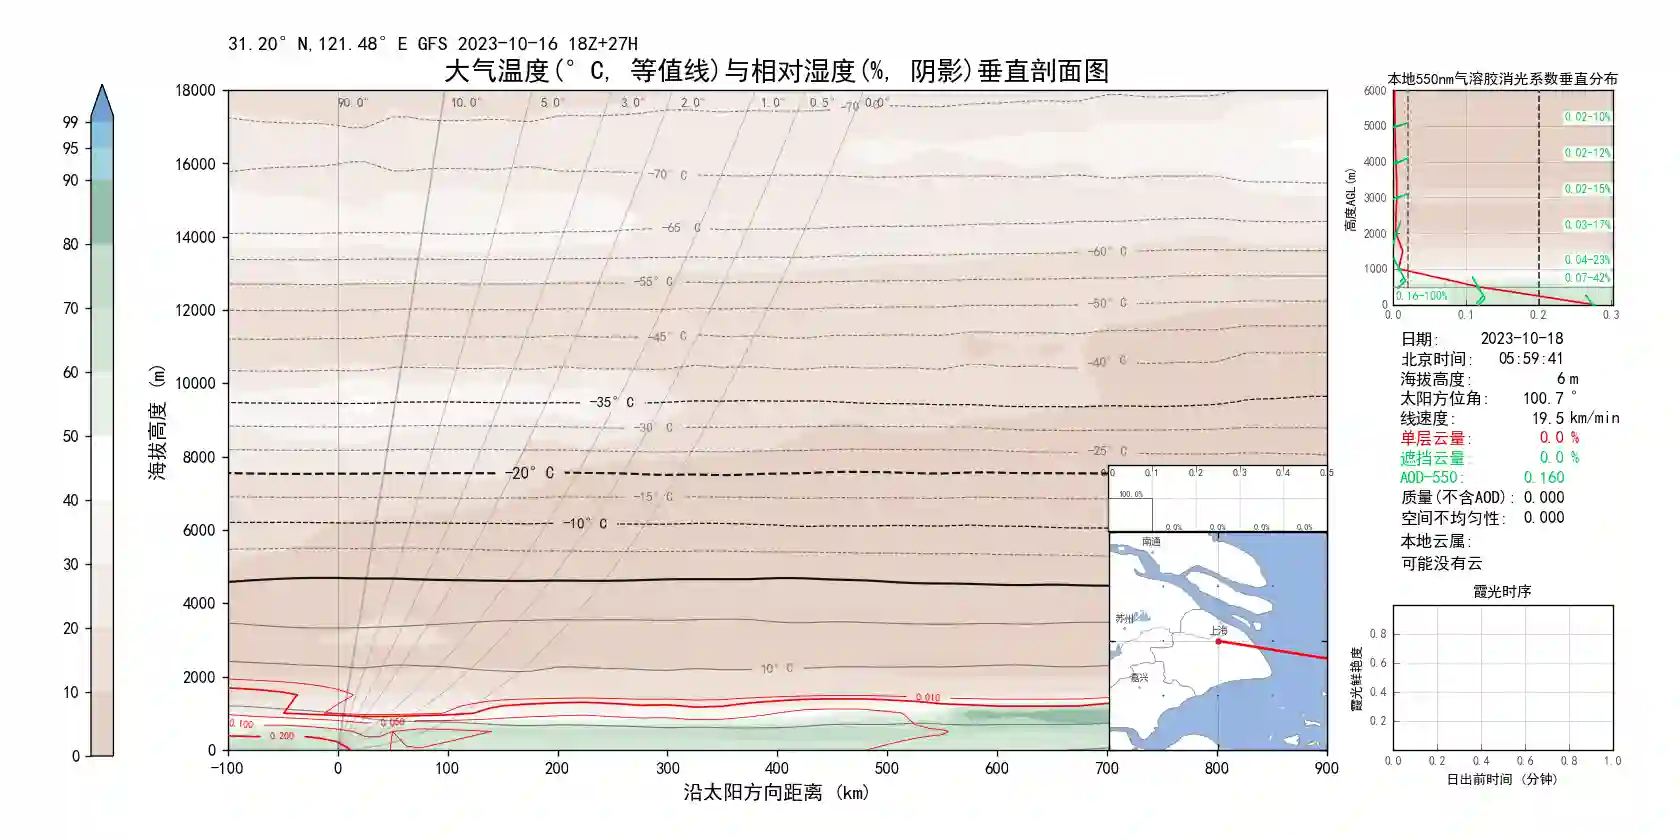 31.20° N,121.48° E GFS 2023-10-16 18Z+27H
大气温度(° C, 等值线)与相对湿度(%, 阴影)垂直剖面图
99
95
90
80
70
60
50
40
30
20
10
0
海拔高度 (m)
18000
16000
14000
12000
10000
8000
6000
4000
2000
0
90.0°
10.0°
5.0°
3.0°
2.0°
1.0°
0.5°
0.0°
-70° C
-65° C
-60° C
-55° C
-50° C
-45° C
-40° C
-35° C
-30° C
-25° C
-20° C
-15° C
-10° C
10° C
0.010
0.050
0.100
0.200
-100
0
100
200
300
400
500
600
700
800
900
沿太阳方向距离 (km)
0.0
0.1
0.2
0.3
0.4
0.5
100.0%
0.0%
0.0%
0.0%
0.0%
南通
苏州
上海
嘉兴
本地550nm气溶胶消光系数垂直分布
高度AGL(m)
6000
5000
4000
3000
2000
1000
0
0.02-10%
0.02-12%
0.02-15%
0.03-17%
0.04-23%
0.07-42%
0.16-100%
0.0
0.1
0.2
0.3
日期: 2023-10-18
北京时间: 05:59:41
海拔高度: 6 m
太阳方位角: 100.7 °
线速度: 19.5 km/min
单层云量: 0.0 %
遮挡云量: 0.0 %
AOD-550: 0.160
质量(不含AOD): 0.000
空间不均匀性: 0.000
本地云属:
可能没有云
霞光时序
霞光鲜艳度
0.8
0.6
0.4
0.2
0.0
0.2
0.4
0.6
0.8
1.0
日出前时间 (分钟)